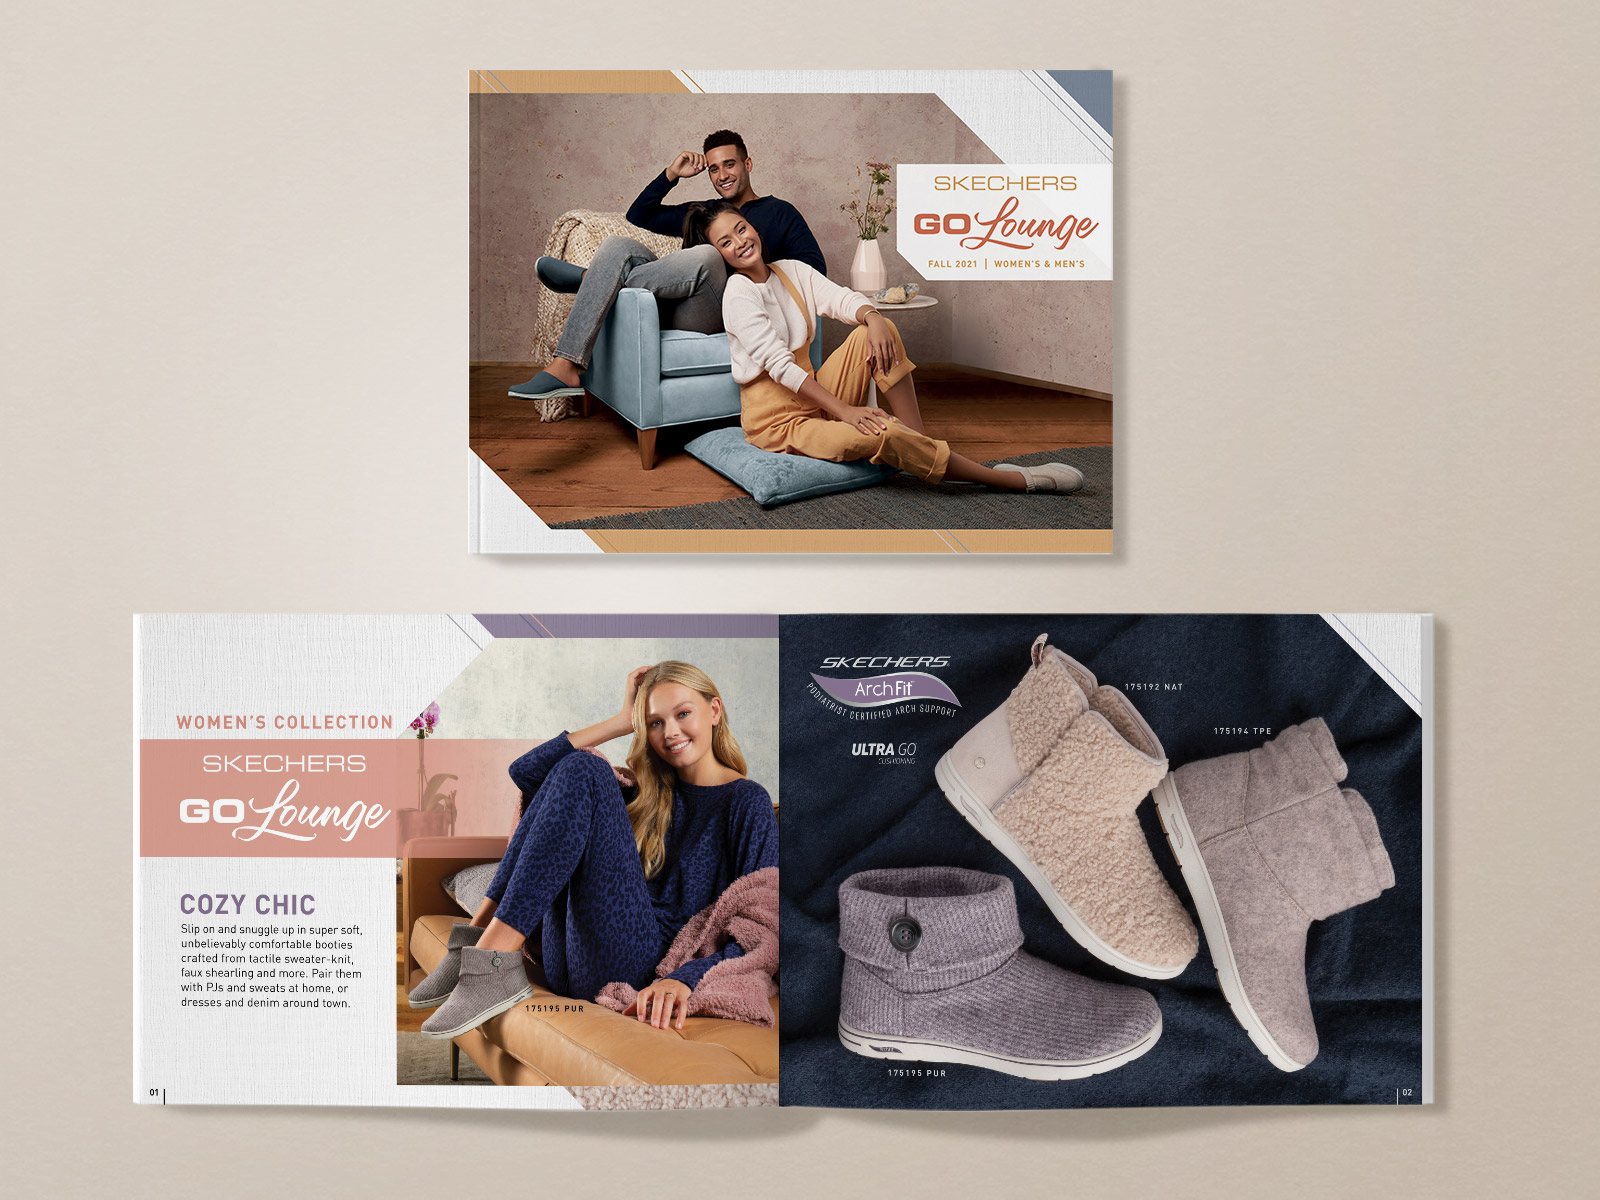 SKECHERS
GO Lounge
FALL 2021 | WOMEN'S & MEN'S
WOMEN'S COLLECTION
SKECHERS
GO Lounge
COZY CHIC
Slip on and snuggle up in super soft,
unbelievably comfortable booties
crafted from tactile sweater-knit,
faux shearling and more. Pair them
with PJs and sweats at home, or
dresses and denim around town.
175195 PUR
01
SKECHERS
Arch Fit
PODIATRIST CERTIFIED ARCH SUPPORT
ULTRA GO
CUSHIONING
175192 NAT
175194 TPE
175195 PUR
02